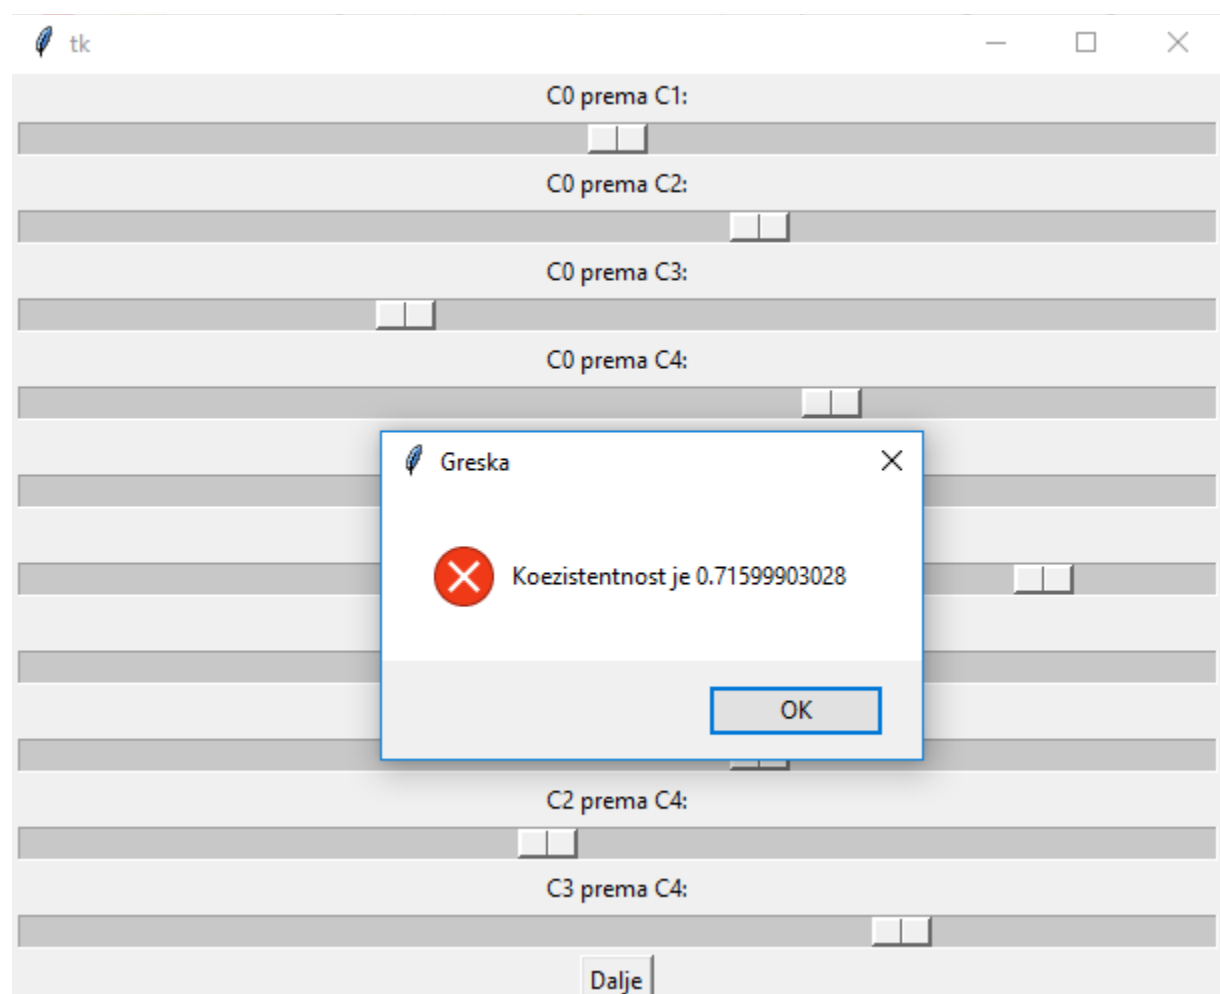 tk
C0 prema C1:
C0 prema C2:
C0 prema C3:
C0 prema C4:
Greska
Koezistentnost je 0.71599903028
OK
C2 prema C4:
C3 prema C4:
Dalje